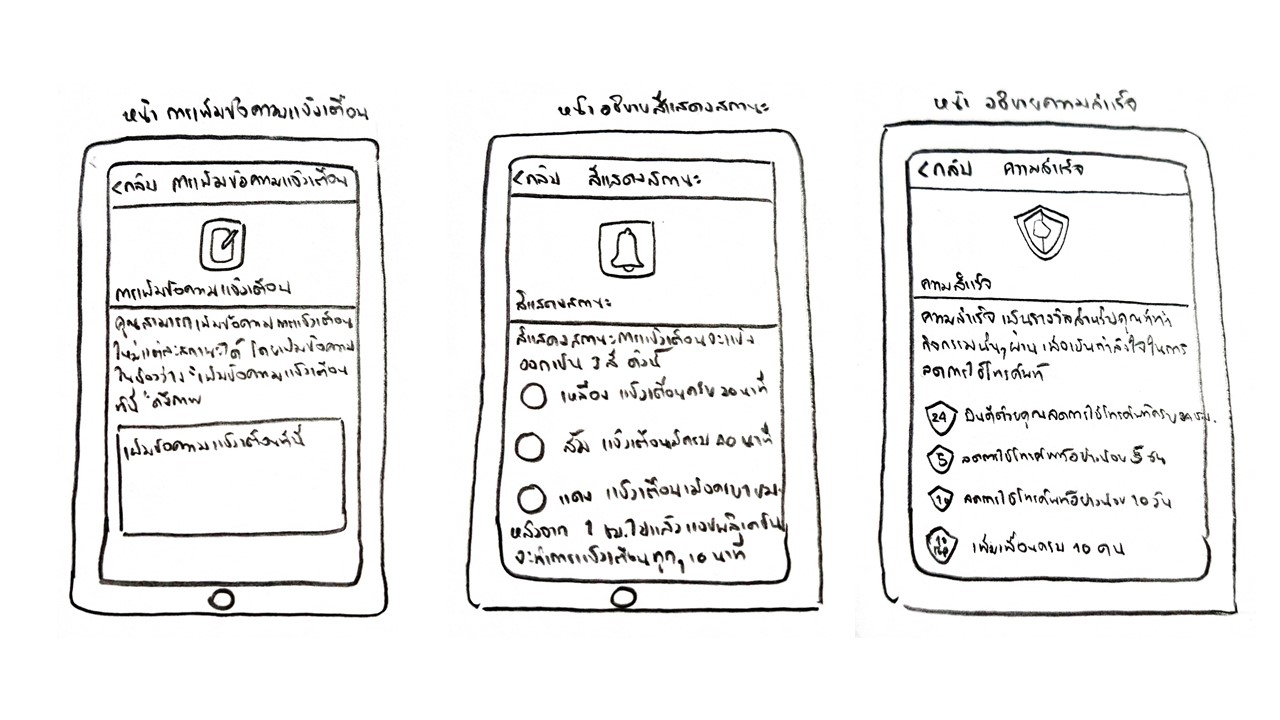 หน้า การเพิ่มข้อความแจ้งเตือน
<กลับ การเพิ่มข้อความแจ้งเตือน
การเพิ่มข้อความแจ้งเตือน
คุณสามารถเพิ่มข้อความการแจ้งเตือน
ใหม่แต่ละสถานะได้ โดยเพิ่มข้อความ
ในช่องว่าง "เพิ่มข้อความแจ้งเตือน
ที่นี่" ดังภาพ
เพิ่มข้อความแจ้งเตือนที่นี่
หน้า อธิบายสีแสดงสถานะ
<กลับ สีแสดงสถานะ
สีแสดงสถานะ
สีแสดงสถานะการแจ้งเตือนจะแบ่ง
ออกเป็น 3 สี ดังนี้
เหลือง แจ้งเตือนครบ 20 นาที
ส้ม แจ้งเตือนครบ 40 นาที
แดง แจ้งเตือนเมื่อครบ 1 ชม.
หลังจาก 1 ชม.ไปแล้ว แอปพลิเคชัน
จะทำการแจ้งเตือนทุกๆ 10 นาที
หน้า อธิบายความสำเร็จ
<กลับ ความสำเร็จ
ความสำเร็จ
ความสำเร็จ เป็นรางวัลสำหรับคุณที่ทำ
กิจกรรมนั้นๆ ผ่าน เพื่อเป็นกำลังใจในการ
ลดการใช้โทรศัพท์
24 ยินดีด้วยคุณลดการใช้โทรศัพท์ครบ 24 ชม.
5 ลดการใช้โทรศัพท์อย่างน้อย 5 วัน
10 ลดการใช้โทรศัพท์อย่างน้อย 10 วัน
10 เพิ่มเพื่อนครบ 10 คน